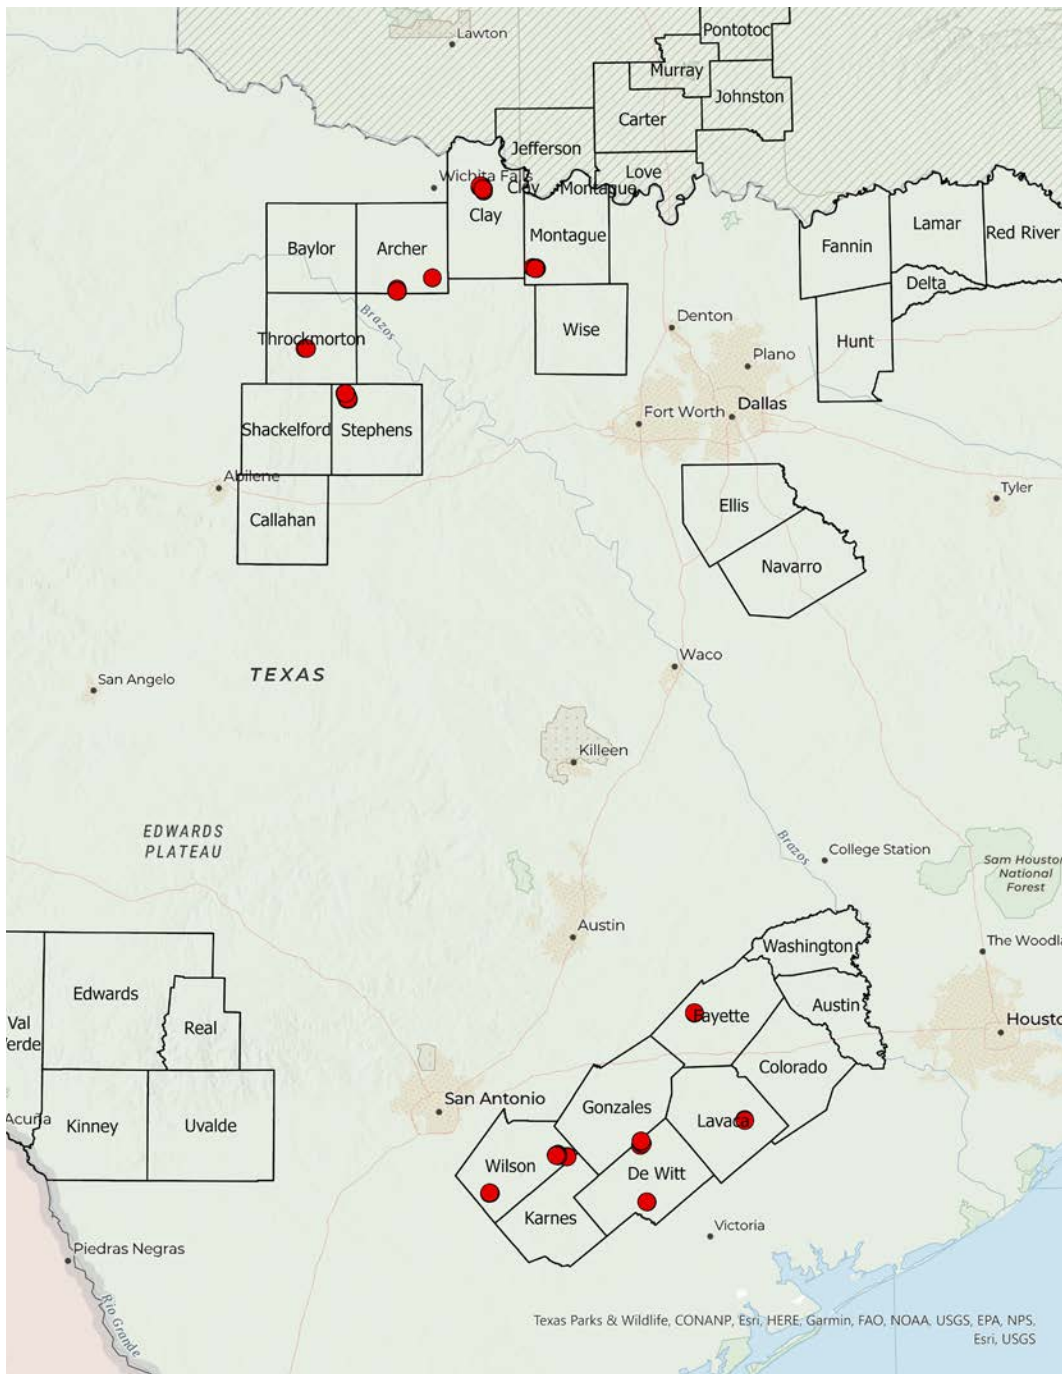 Pontotoc
Lawton
Murray
Johnston
Carter
Jefferson
Love
Wichita Falls
Clay
Montague
Clay
Montague
Baylor
Archer
Fannin
Lamar
Red River
Delta
Brazos
Denton
Wise
Throckmorton
Hunt
Plano
Dallas
Fort Worth
Shackelford
Stephens
Abilene
Tyler
Ellis
Callahan
Navarro
Waco
TEXAS
San Angelo
Killeen
EDWARDS
PLATEAU
Brazos
College Station
Sam Houston
National
Forest
Austin
Washington
The Woodla
Edwards
Austin
Fayette
Val
Verde
Real
Housto
Colorado
San Antonio
Gonzales
Acuña
Kinney
Uvalde
Lavaca
Wilson
De Witt
Karnes
Victoria
Piedras Negras
Rio Grande
Texas Parks & Wildlife, CONANP, Esri, HERE, Garmin, FAO, NOAA, USGS, EPA, NPS,
Esri, USGS